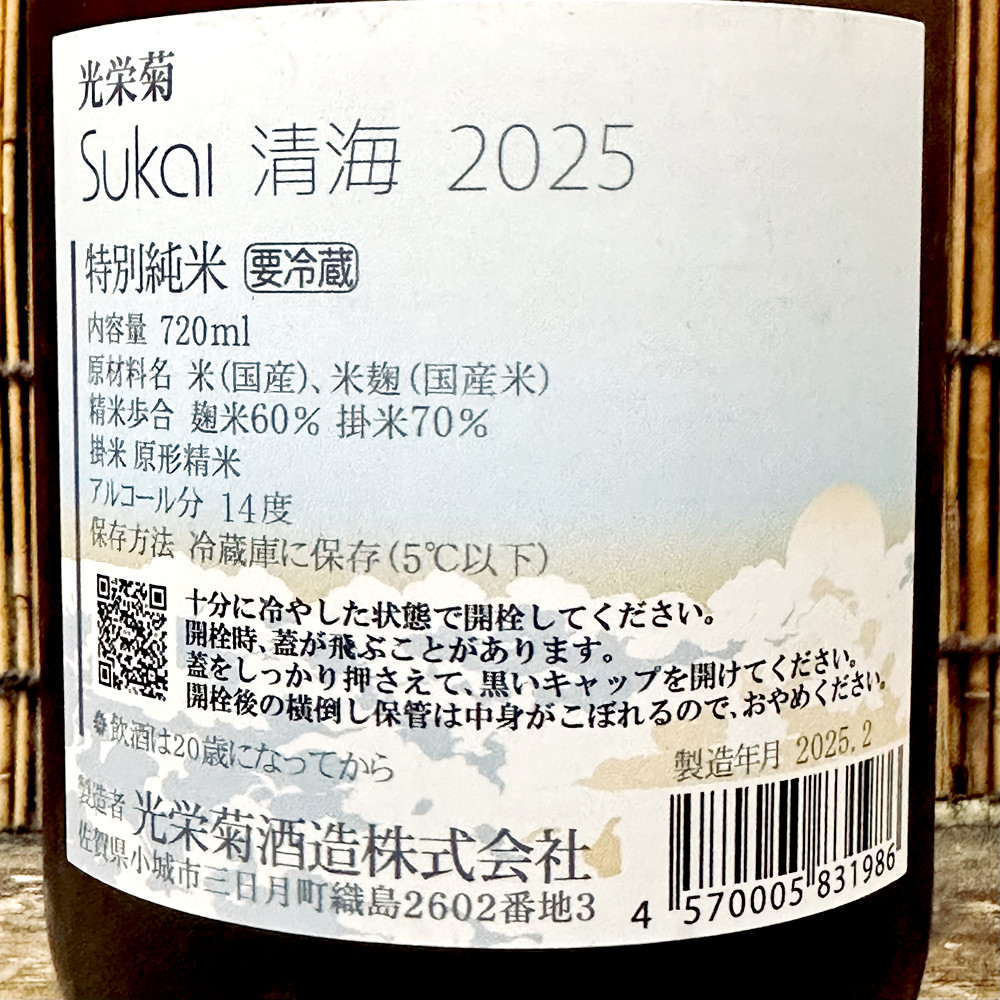 光栄菊
Sukai 清海 2025
特別純米 要冷蔵
内容量 720ml
原材料名 米(国産)、米麹(国産米)
精米歩合 麹米60% 掛米70%
掛米 原形精米
アルコール分 14度
保存方法 冷蔵庫に保存(5℃以下)
十分に冷やした状態で開栓してください。
開栓時、蓋が飛ぶことがあります。
蓋をしっかり押さえて、黒いキャップを開けてください。
開栓後の横倒し保管は中身がこぼれるので、おやめください。
飲酒は20歳になってから
製造年月 2025.2
製造者 光栄菊酒造株式会社
佐賀県小城市三日月町織島2602番地3
4 570005 831986